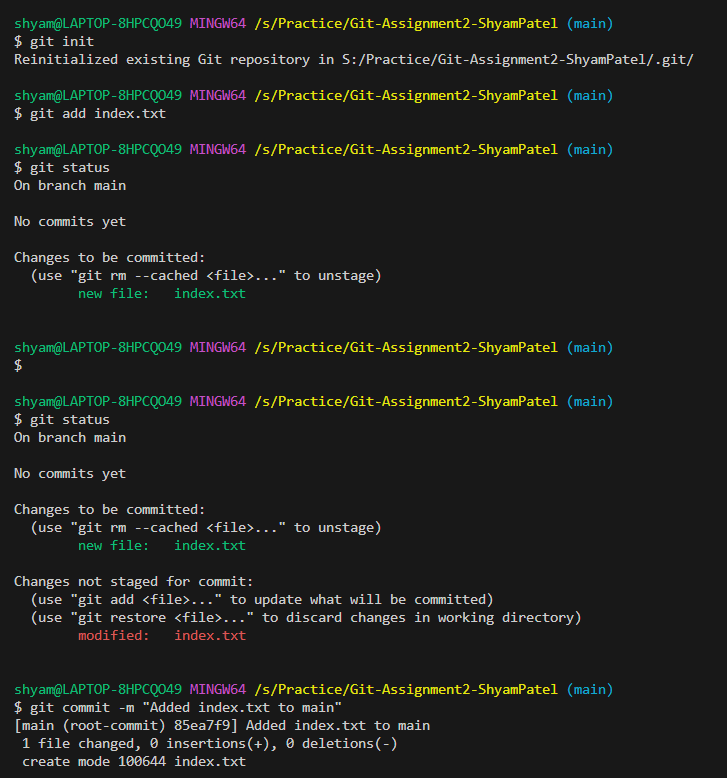 shyam@LAPTOP-8HPCQO49 MINGW64 /s/Practice/Git-Assignment2-ShyamPatel (main)
$ git init
Reinitialized existing Git repository in S:/Practice/Git-Assignment2-ShyamPatel/.git/

shyam@LAPTOP-8HPCQO49 MINGW64 /s/Practice/Git-Assignment2-ShyamPatel (main)
$ git add index.txt

shyam@LAPTOP-8HPCQO49 MINGW64 /s/Practice/Git-Assignment2-ShyamPatel (main)
$ git status
On branch main

No commits yet

Changes to be committed:
  (use "git rm --cached <file>..." to unstage)
        new file:   index.txt


shyam@LAPTOP-8HPCQO49 MINGW64 /s/Practice/Git-Assignment2-ShyamPatel (main)
$

shyam@LAPTOP-8HPCQO49 MINGW64 /s/Practice/Git-Assignment2-ShyamPatel (main)
$ git status
On branch main

No commits yet

Changes to be committed:
  (use "git rm --cached <file>..." to unstage)
        new file:   index.txt

Changes not staged for commit:
  (use "git add <file>..." to update what will be committed)
  (use "git restore <file>..." to discard changes in working directory)
        modified:   index.txt


shyam@LAPTOP-8HPCQO49 MINGW64 /s/Practice/Git-Assignment2-ShyamPatel (main)
$ git commit -m "Added index.txt to main"
[main (root-commit) 85ea7f9] Added index.txt to main
 1 file changed, 0 insertions(+), 0 deletions(-)
 create mode 100644 index.txt